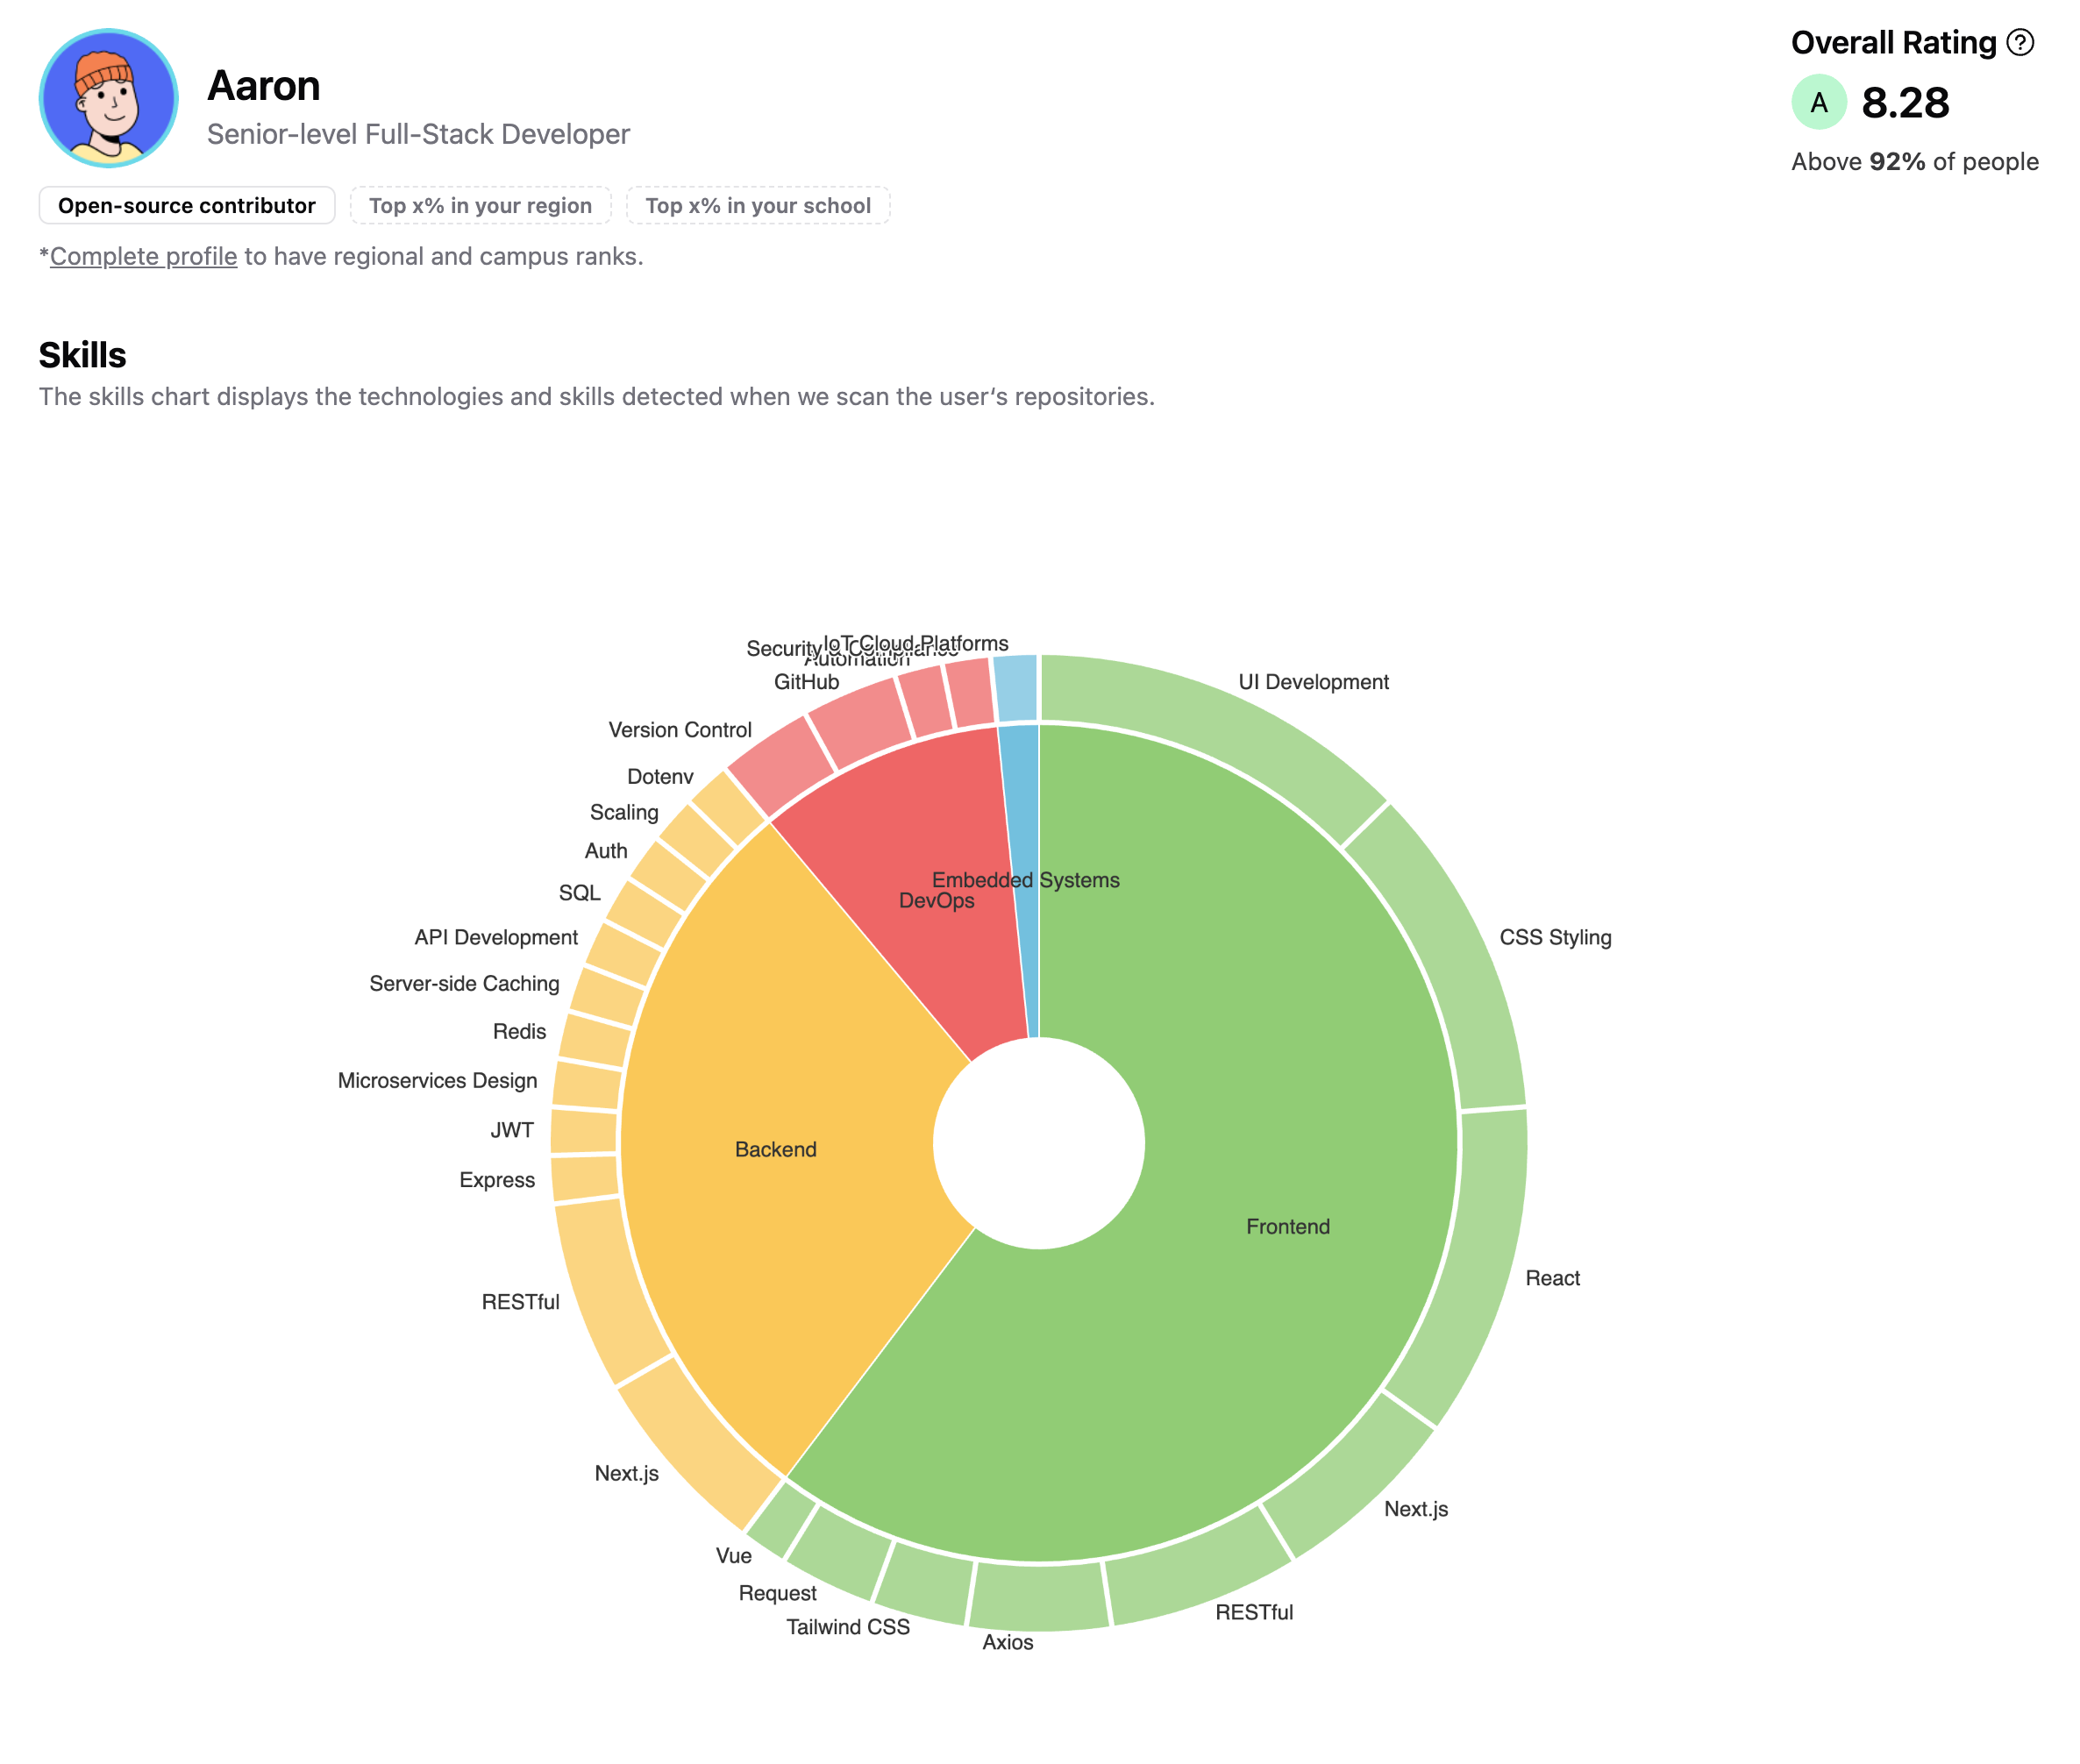 Aaron
Senior-level Full-Stack Developer
Open-source contributor
Top x% in your region
Top x% in your school
*Complete profile to have regional and campus ranks.
Overall Rating ?
A 8.28
Above 92% of people
Skills
The skills chart displays the technologies and skills detected when we scan the user‘s repositories.
IoT Cloud Platforms
Security & Compliance
Automation
GitHub
Version Control
Dotenv
Scaling
Auth
SQL
API Development
Server-side Caching
Redis
Microservices Design
JWT
Express
RESTful
Next.js
Vue
Request
Tailwind CSS
Axios
RESTful
Next.js
React
CSS Styling
UI Development
Embedded Systems
DevOps
Backend
Frontend